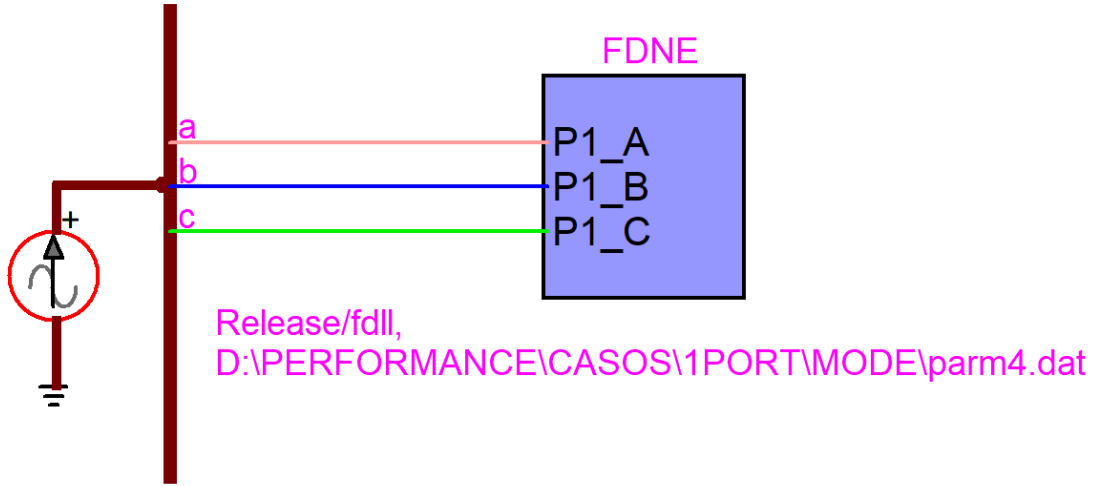 FDNE
a
P1_A
b
P1_B
c
P1_C
+
Release/fdll,
D:\PERFORMANCE\CASOS\1PORT\MODE\parm4.dat